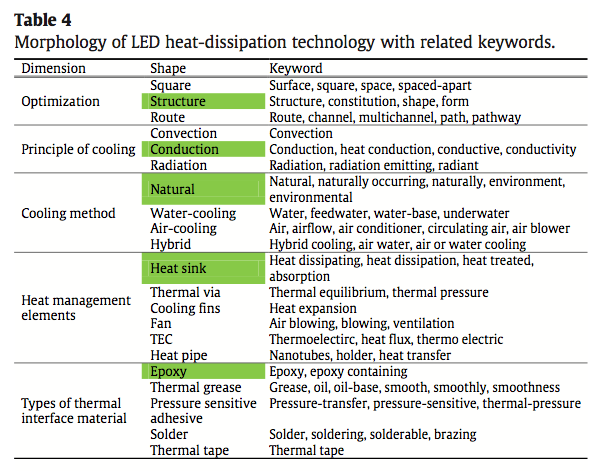 Table 4
Morphology of LED heat-dissipation technology with related keywords.
Dimension Shape Keyword
Optimization Square Surface, square, space, spaced-apart
Structure Structure, constitution, shape, form
Route Route, channel, multichannel, path, pathway
Principle of cooling Convection Convection
Conduction Conduction, heat conduction, conductive, conductivity
Radiation Radiation, radiation emitting, radiant
Cooling method Natural Natural, naturally occurring, naturally, environment,
environmental
Water-cooling Water, feedwater, water-base, underwater
Air-cooling Air, airflow, air conditioner, circulating air, air blower
Hybrid Hybrid cooling, air water, air or water cooling
Heat management
elements
Heat sink Heat dissipating, heat dissipation, heat treated,
absorption
Thermal via Thermal equilibrium, thermal pressure
Cooling fins Heat expansion
Fan Air blowing, blowing, ventilation
TEC Thermoelectirc, heat flux, thermo electric
Heat pipe Nanotubes, holder, heat transfer
Types of thermal
interface material
Epoxy Epoxy, epoxy containing
Thermal grease Grease, oil, oil-base, smooth, smoothly, smoothness
Pressure sensitive Pressure-transfer, pressure-sensitive, thermal-pressure
adhesive
Solder Solder, soldering, solderable, brazing
Thermal tape Thermal tape